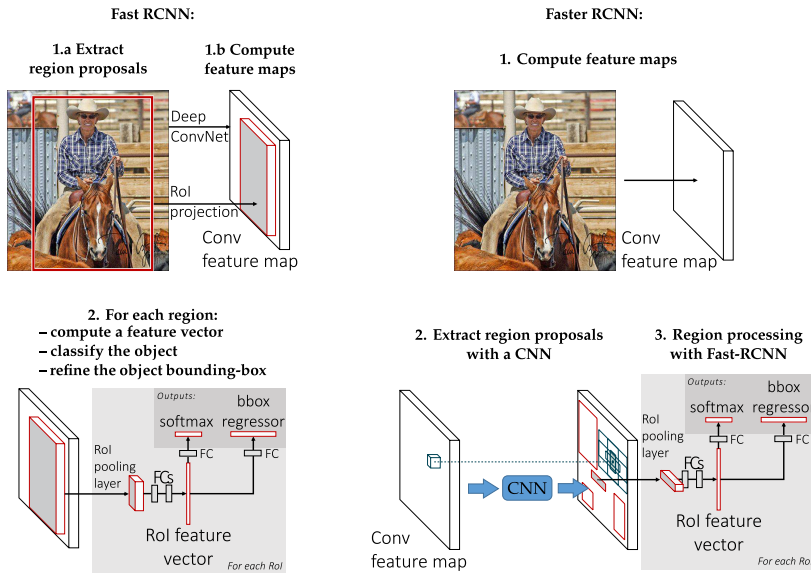 Fast RCNN:
1.a Extract
region proposals
1.b Compute
feature maps
Deep
ConvNet
RoI
projection
Conv
feature map
2. For each region:
– compute a feature vector
– classify the object
– refine the object bounding-box
Outputs:
softmax
bbox
regressor
FC
FC
RoI
pooling
layer
FCs
RoI feature
vector
For each RoI
Faster RCNN:
1. Compute feature maps
Conv
feature map
2. Extract region proposals
with a CNN
CNN
Conv
feature map
3. Region processing
with Fast-RCNN
Outputs:
softmax
bbox
regresso
FC
FC
RoI
pooling
layer
FCs
RoI feature
vector
For each Ro